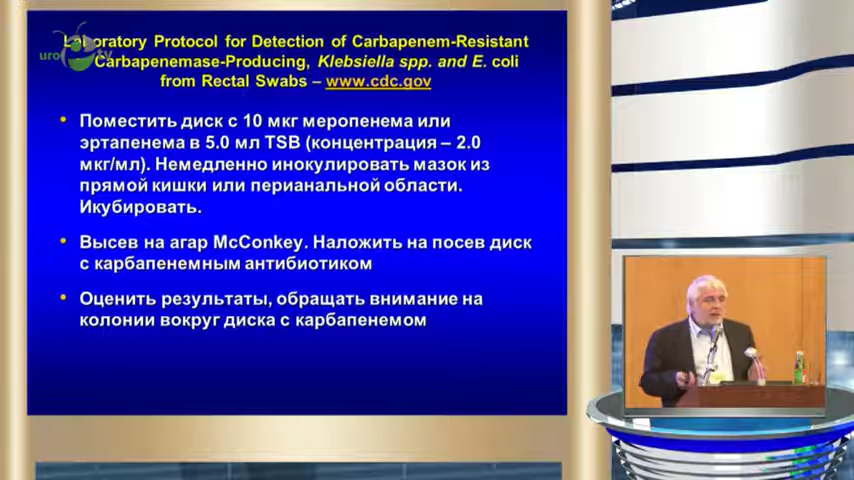 Laboratory Protocol for Detection of Carbapenem-Resistant
Carbapenemase-Producing, Klebsiella spp. and E. coli
from Rectal Swabs – www.cdc.gov
• Поместить диск с 10 мкг меропенема или
эртапенема в 5.0 мл TSB (концентрация – 2.0
мкг/мл). Немедленно инокулировать мазок из
прямой кишки или перианальной области.
Икубировать.
• Высев на агар McConkey. Наложить на посев диск
с карбапенемным антибиотиком
• Оценить результаты, обращать внимание на
колонии вокруг диска с карбапенемом
uro tv